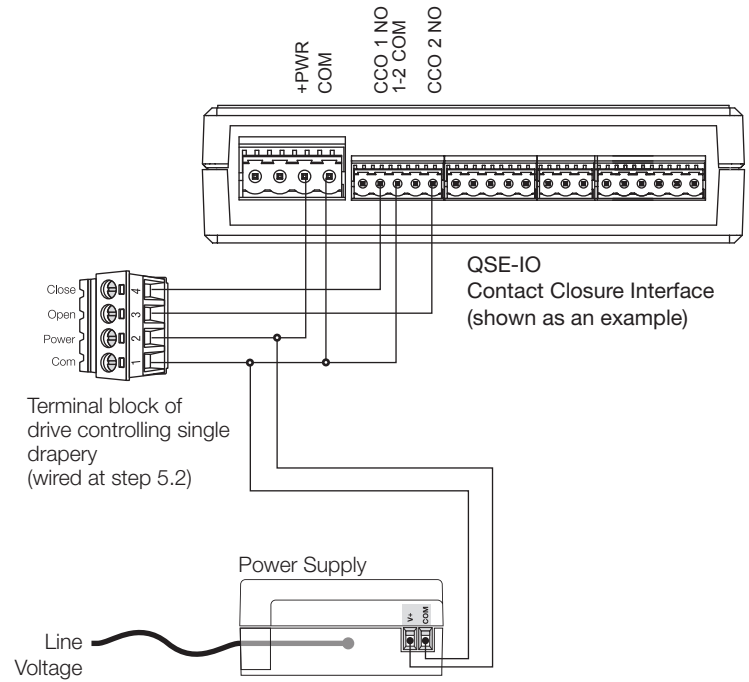 +PWR
COM
CCO 1 NO
1-2 COM
CCO 2 NO
QSE-IO
Contact Closure Interface
(shown as an example)
Close 4
Open 3
Power 2
Com 1
Terminal block of
drive controlling single
drapery
(wired at step 5.2)
Power Supply
V+
COM
Line
Voltage